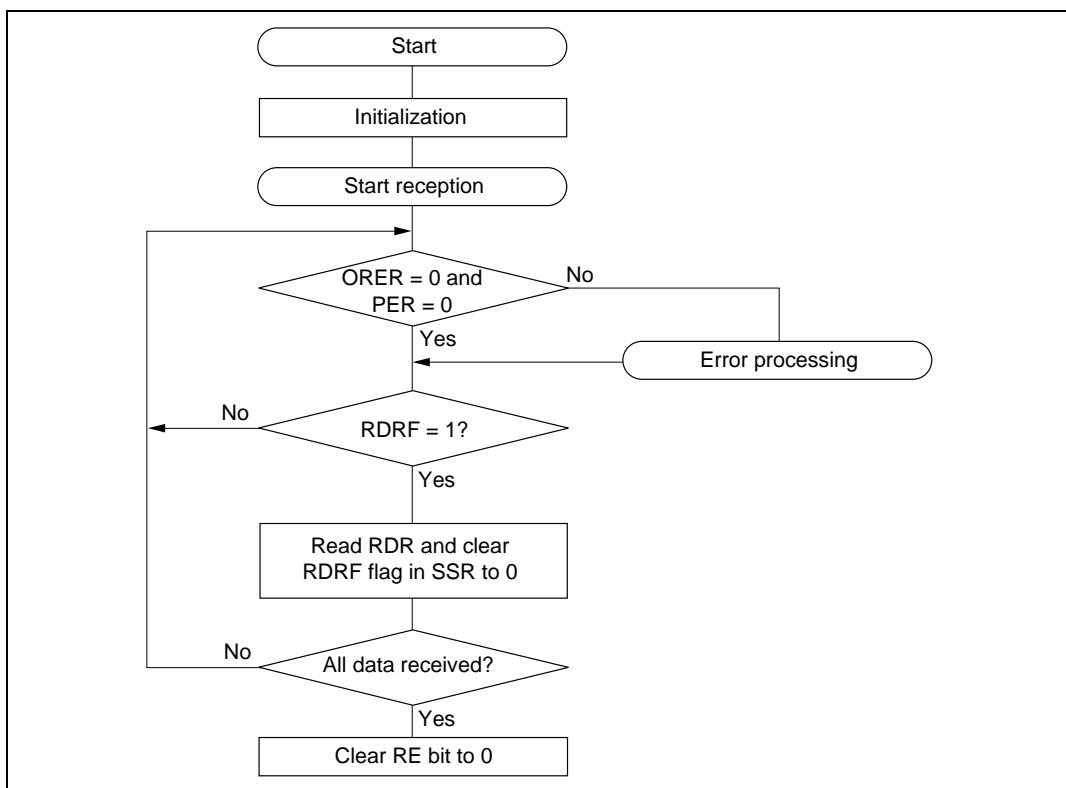 Start
Initialization
Start reception
ORER = 0 and
PER = 0
No
Yes
Error processing
No
RDRF = 1?
Yes
Read RDR and clear
RDRF flag in SSR to 0
No
All data received?
Yes
Clear RE bit to 0